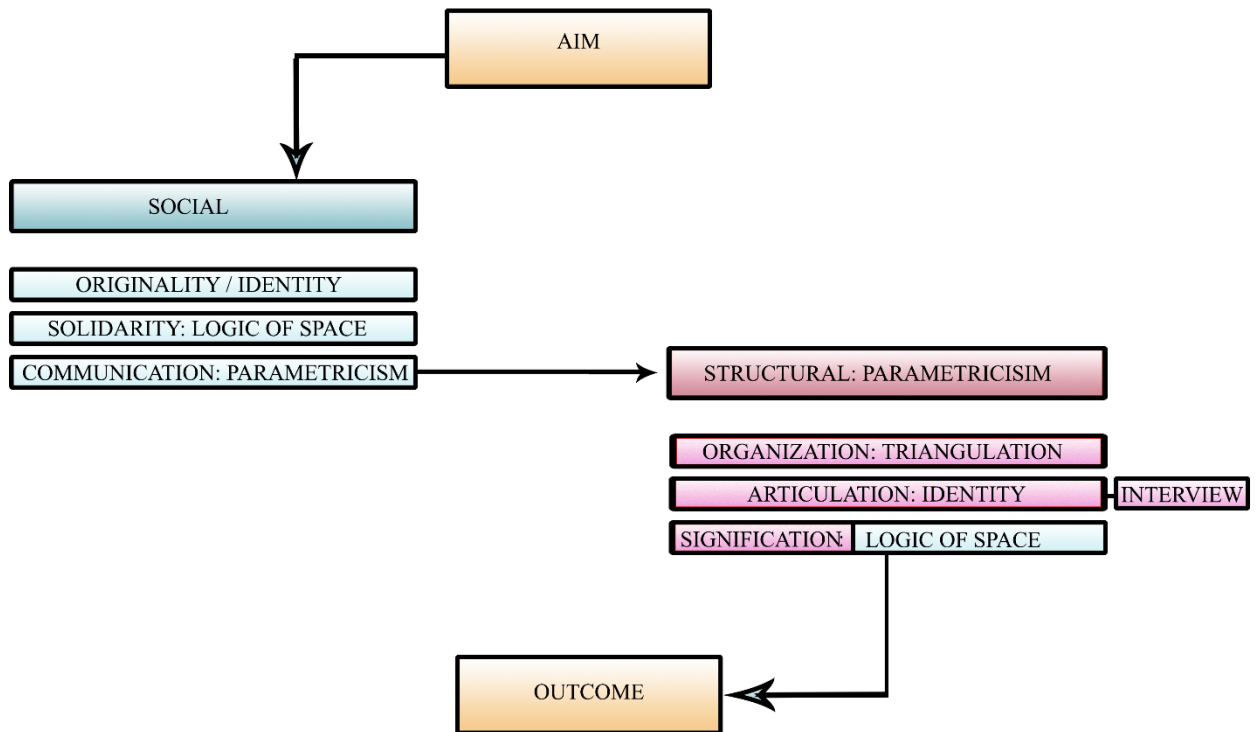 AIM
SOCIAL
ORIGINALITY / IDENTITY
SOLIDARITY: LOGIC OF SPACE
COMMUNICATION: PARAMETRICISM
STRUCTURAL: PARAMETRICISIM
ORGANIZATION: TRIANGULATION
ARTICULATION: IDENTITY
INTERVIEW
SIGNIFICATION: LOGIC OF SPACE
OUTCOME